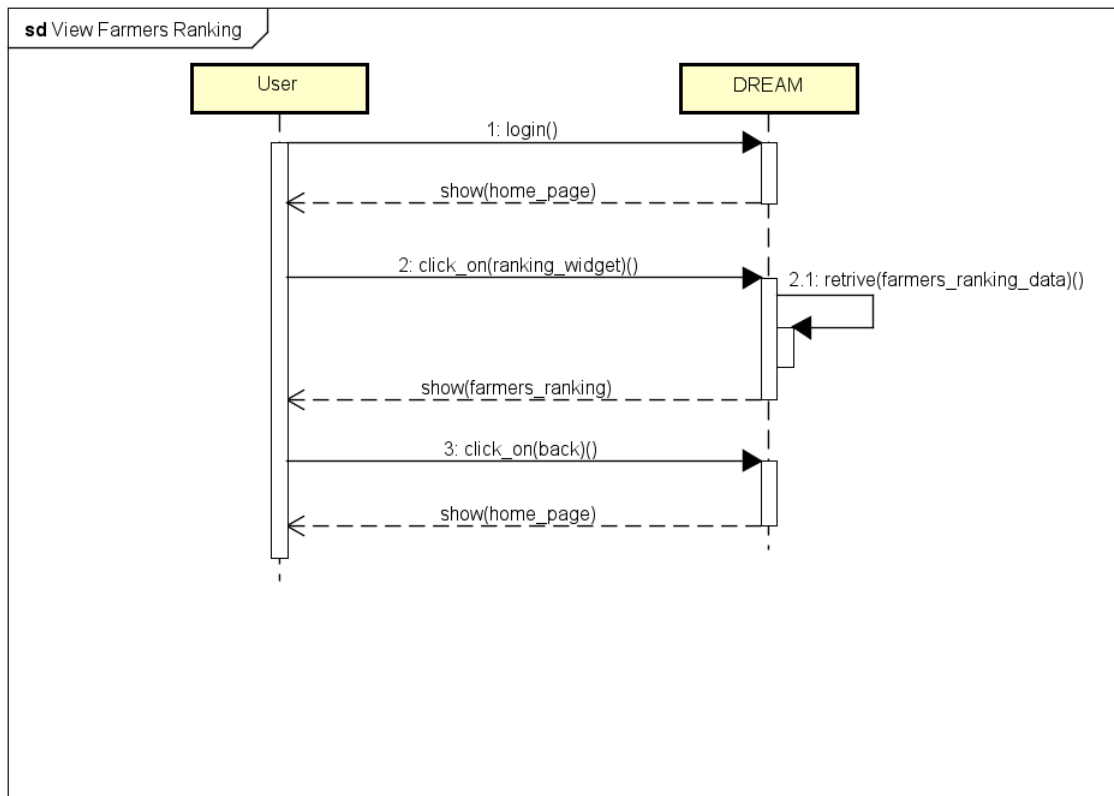 sd View Farmers Ranking
User
DREAM
1: login()
show(home_page)
2: click_on(ranking_widget)()
2.1: retrive(farmers_ranking_data)()
show(farmers_ranking)
3: click_on(back)()
show(home_page)